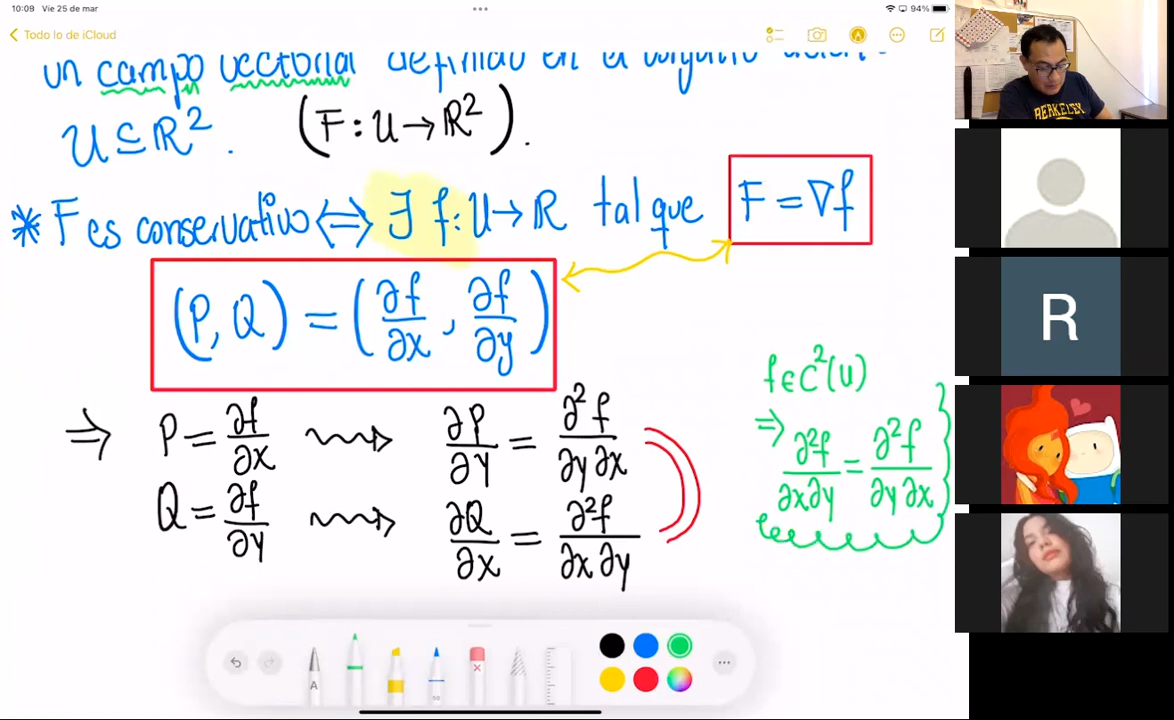 10:09 Vie 25 de mar
94%
Todo lo de iCloud
un campo vectorial definido en el conjunto
U ⊆ ℝ² . (F : U → ℝ²).
* F es conservativo ⟺ ∃ f : U → ℝ tal que F = ∇f
(P, Q) = (∂f/∂x , ∂f/∂y)
f ∈ C²(U)
⇒ ∂²f/∂x∂y = ∂²f/∂y∂x
⇒ P = ∂f/∂x ⇝ ∂P/∂y = ∂²f/∂y∂x
Q = ∂f/∂y ⇝ ∂Q/∂x = ∂²f/∂x∂y
A
BERKELEY
R